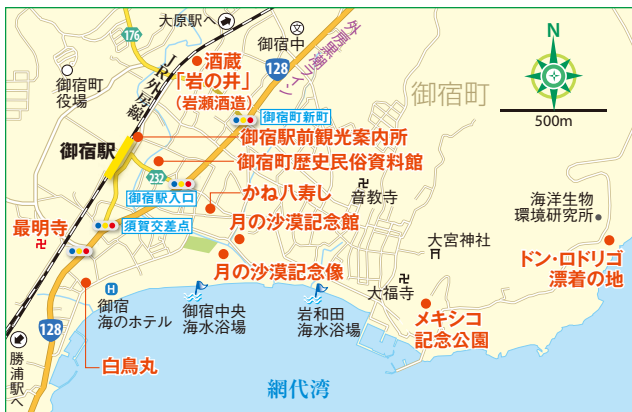 大原駅へ
176
JR外房線
酒蔵
「岩の井」
(岩瀬酒造)
文
御宿中
128
外房黒潮ライン
N
500m
御宿町
御宿町
役場
御宿町新町
御宿駅
御宿駅前観光案内所
御宿町歴史民俗資料館
232
御宿駅入口
かね八寿し
卍
音教寺
海洋生物
環境研究所
最明寺
卍
須賀交差点
月の沙漠記念館
大宮神社
月の沙漠記念像
ドン・ロドリゴ
漂着の地
卍
大福寺
H
御宿
海のホテル
御宿中央
海水浴場
岩和田
海水浴場
メキシコ
記念公園
128
白鳥丸
勝浦駅へ
網代湾